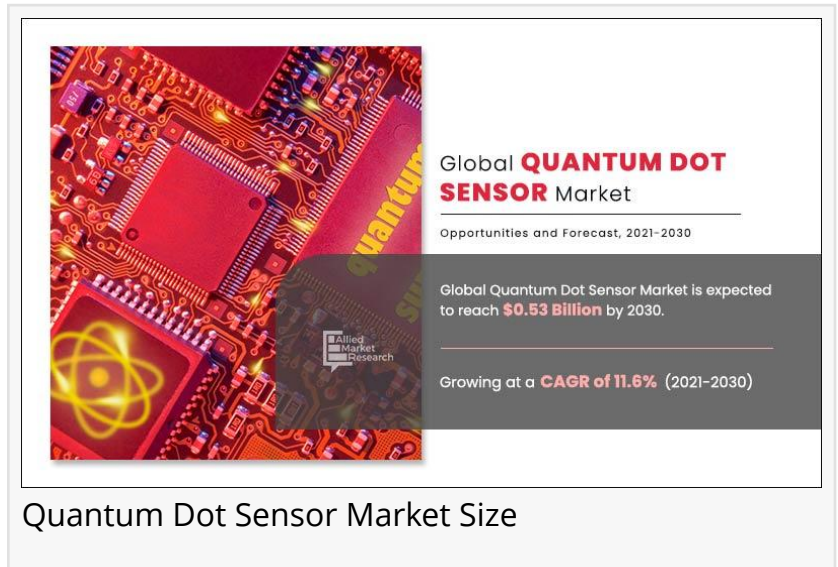 Global QUANTUM DOT
SENSOR Market
Opportunities and Forecast, 2021-2030
quantum
Global Quantum Dot Sensor Market is expected
to reach $0.53 Billion by 2030.
Allied
Market
Research
Growing at a CAGR of 11.6% (2021-2030)
Quantum Dot Sensor Market Size